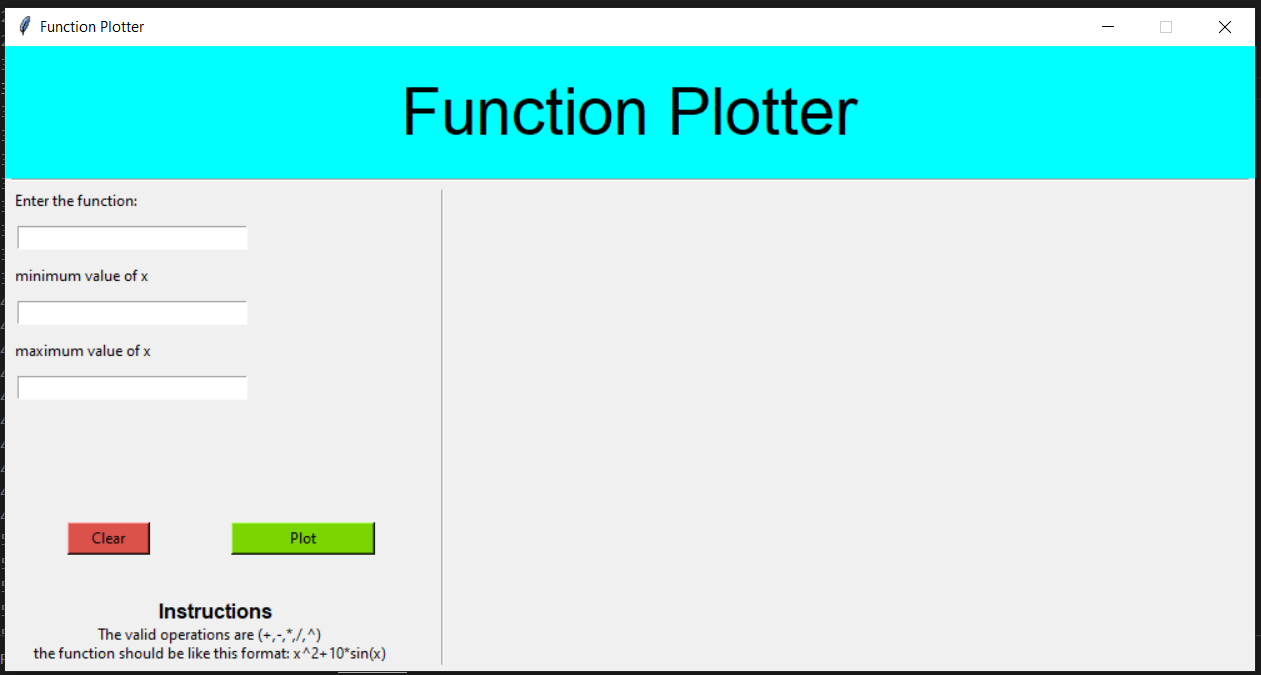 Function Plotter
Function Plotter
Enter the function:
minimum value of x
maximum value of x
Clear
Plot
Instructions
The valid operations are (+,-,*,/,^)
the function should be like this format: x^2+10*sin(x)